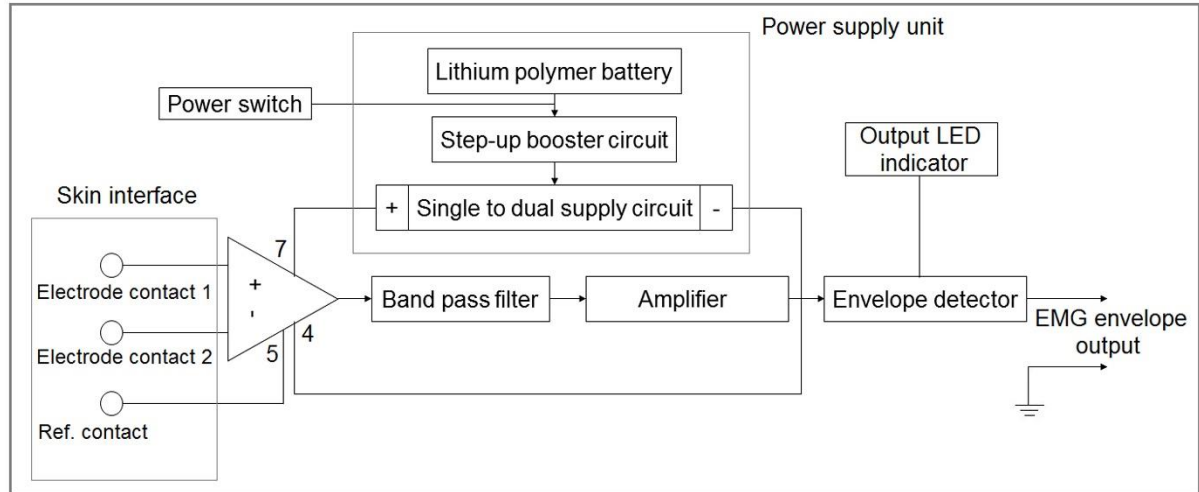 Power supply unit
Lithium polymer battery
Power switch
Step-up booster circuit
Output LED
indicator
Skin interface
+ Single to dual supply circuit -
7
Electrode contact 1
+
-
Band pass filter
Amplifier
Envelope detector
4
5
Electrode contact 2
EMG envelope
output
Ref. contact